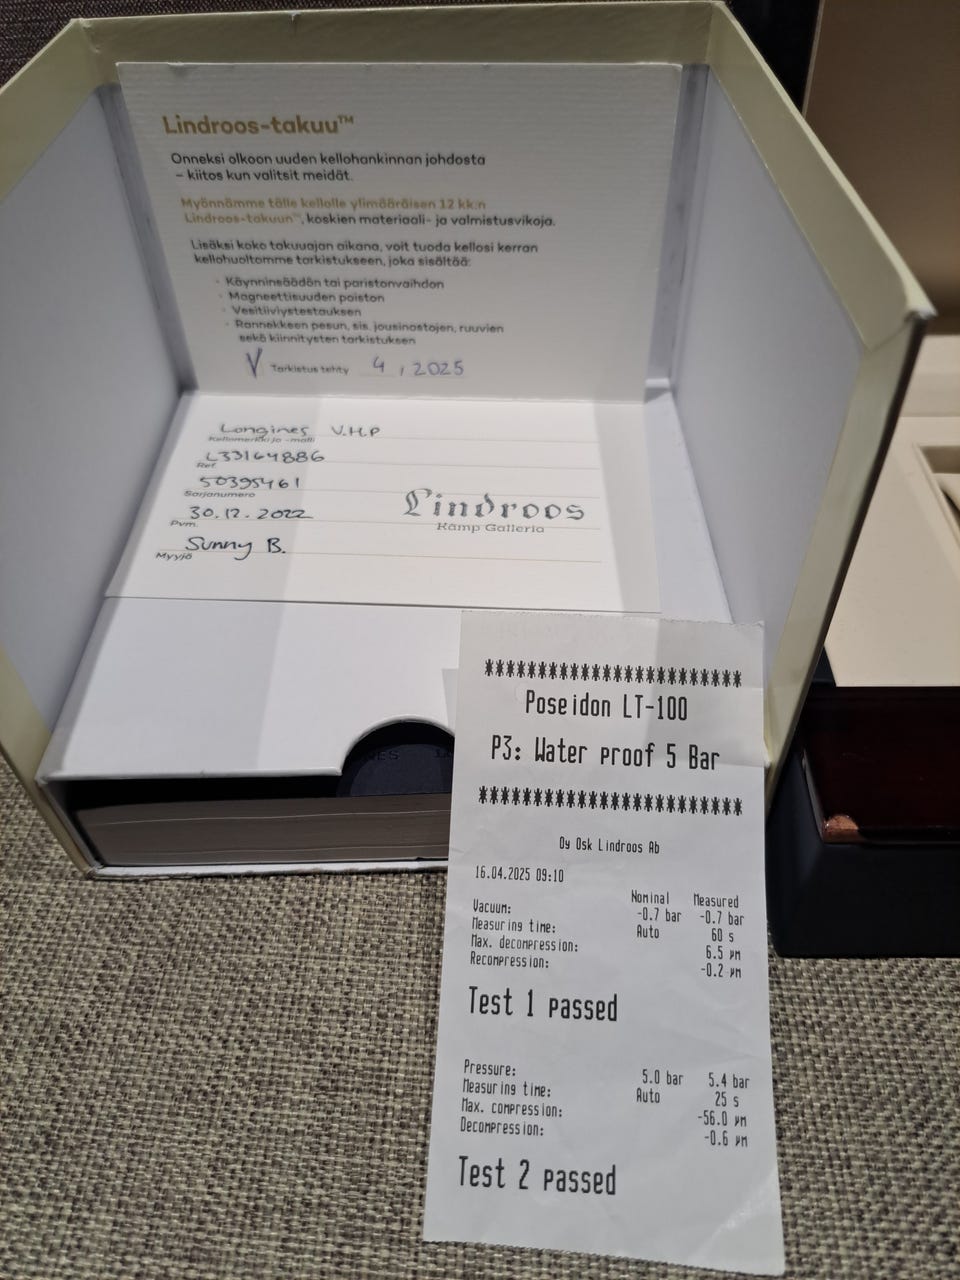 Lindroos-takuu™
Onneksi olkoon uuden kellohankinnan johdosta
– kiitos kun valitsit meidät.
Myönnämme tälle kellolle ylimääräisen 12 kk:n
Lindroos-takuun™, koskien materiaali- ja valmistusvikoja.
Lisäksi koko takuuajan aikana, voit tuoda kellosi kerran
kellohuoltomme tarkistukseen, joka sisältää:
· Käynninsäädön tai paristonvaihdon
· Magneettisuuden poiston
· Vesitiiviystestauksen
· Rannekkeen pesun, sis. jousinastojen, ruuvien
sekä kiinnitysten tarkistuksen
V Tarkistus tehty 4 / 2025
Longines V.H.P
Kellomerkki ja -malli
L33164886
Ref.
50395461
Sarjanumero
30.12.2022
Pvm.
Sunny B.
Myyjä
Lindroos
Kämp Galleria
************************
Poseidon LT-100
P3: Water proof 5 Bar
************************
Oy Osk Lindroos Ab
16.04.2025 09:10
Nominal Measured
Vacuum: -0.7 bar -0.7 bar
Measuring time: Auto 60 s
Max. decompression: 6.5 µm
Recompression: -0.2 µm
Test 1 passed
Pressure: 5.0 bar 5.4 bar
Measuring time: Auto 25 s
Max. compression: -56.0 µm
Decompression: -0.6 µm
Test 2 passed